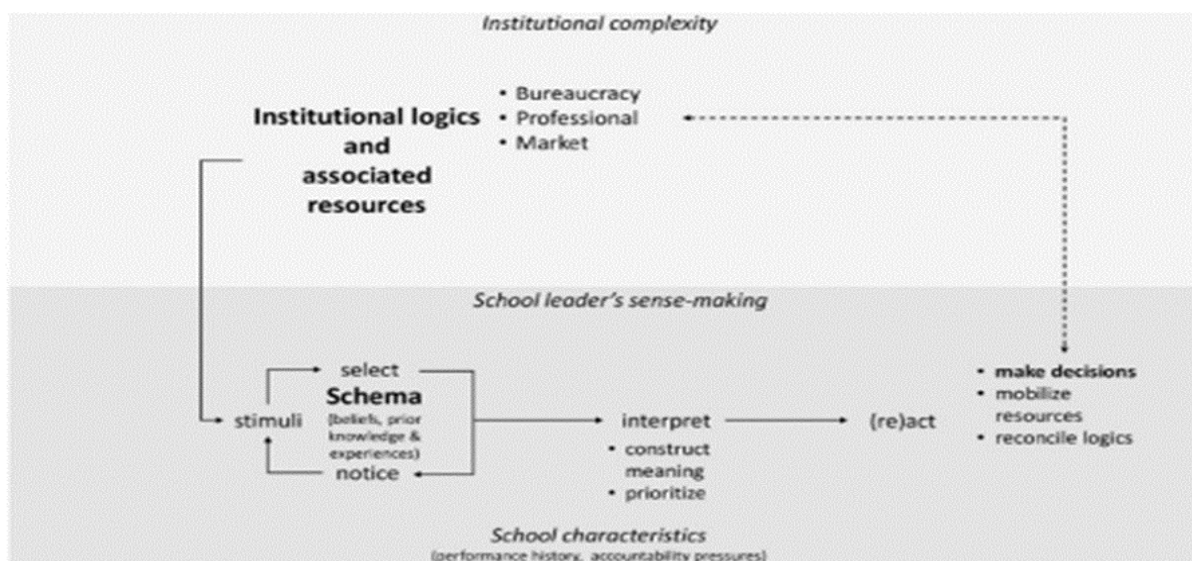 Institutional complexity
Institutional logics
and
associated
resources
• Bureaucracy
• Professional
• Market
School leader's sense-making
select
Schema
(beliefs, prior
knowledge &
experiences)
notice
stimuli
interpret
• construct
meaning
• prioritize
(re)act
• make decisions
• mobilize
resources
• reconcile logics
School characteristics
(performance history, accountability pressures)